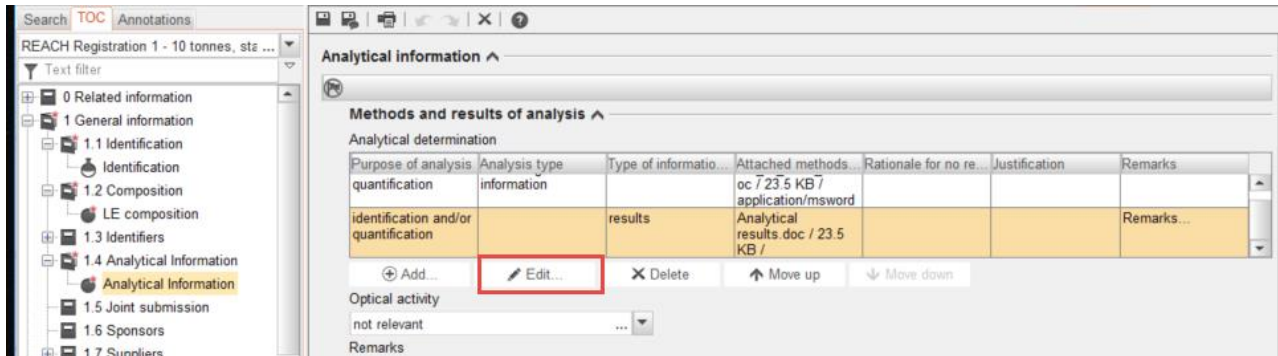 Search TOC Annotations
REACH Registration 1 - 10 tonnes, sta ...
Text filter
0 Related information
1 General information
1.1 Identification
Identification
1.2 Composition
LE composition
1.3 Identifiers
1.4 Analytical Information
Analytical Information
1.5 Joint submission
1.6 Sponsors
1.7 Suppliers
Analytical information
Methods and results of analysis
Analytical determination
Purpose of analysis Analysis type Type of informatio... Attached methods... Rationale for no re... Justification Remarks
quantification information oc / 23.5 KB /
application/msword
identification and/or results Analytical Remarks...
quantification results.doc / 23.5
KB /
Add... Edit... Delete Move up Move down
Optical activity
not relevant ...
Remarks